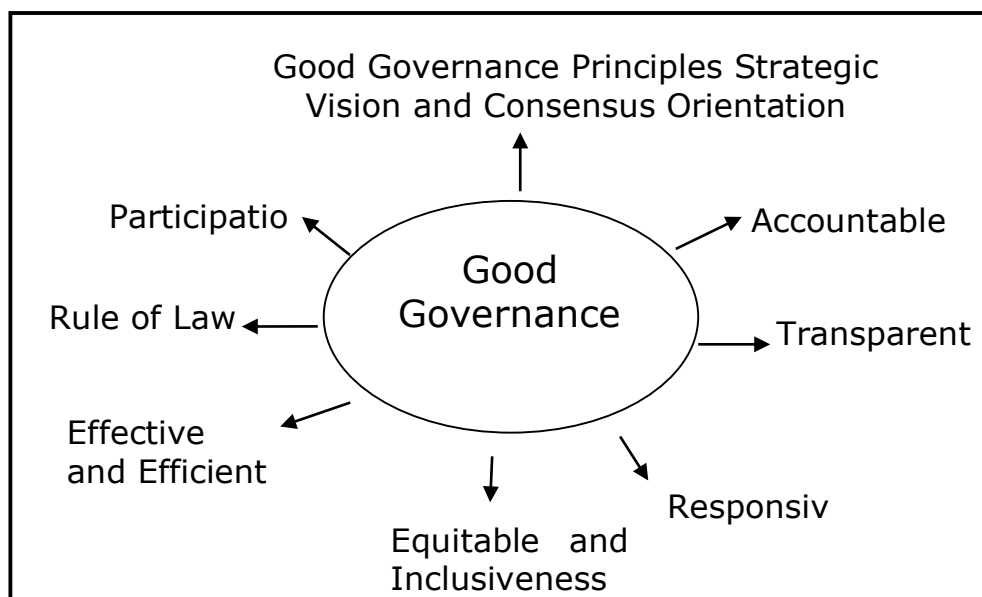 Good Governance Principles Strategic
Vision and Consensus Orientation
Participatio
Accountable
Good
Governance
Rule of Law
Transparent
Effective
and Efficient
Responsiv
Equitable and
Inclusiveness